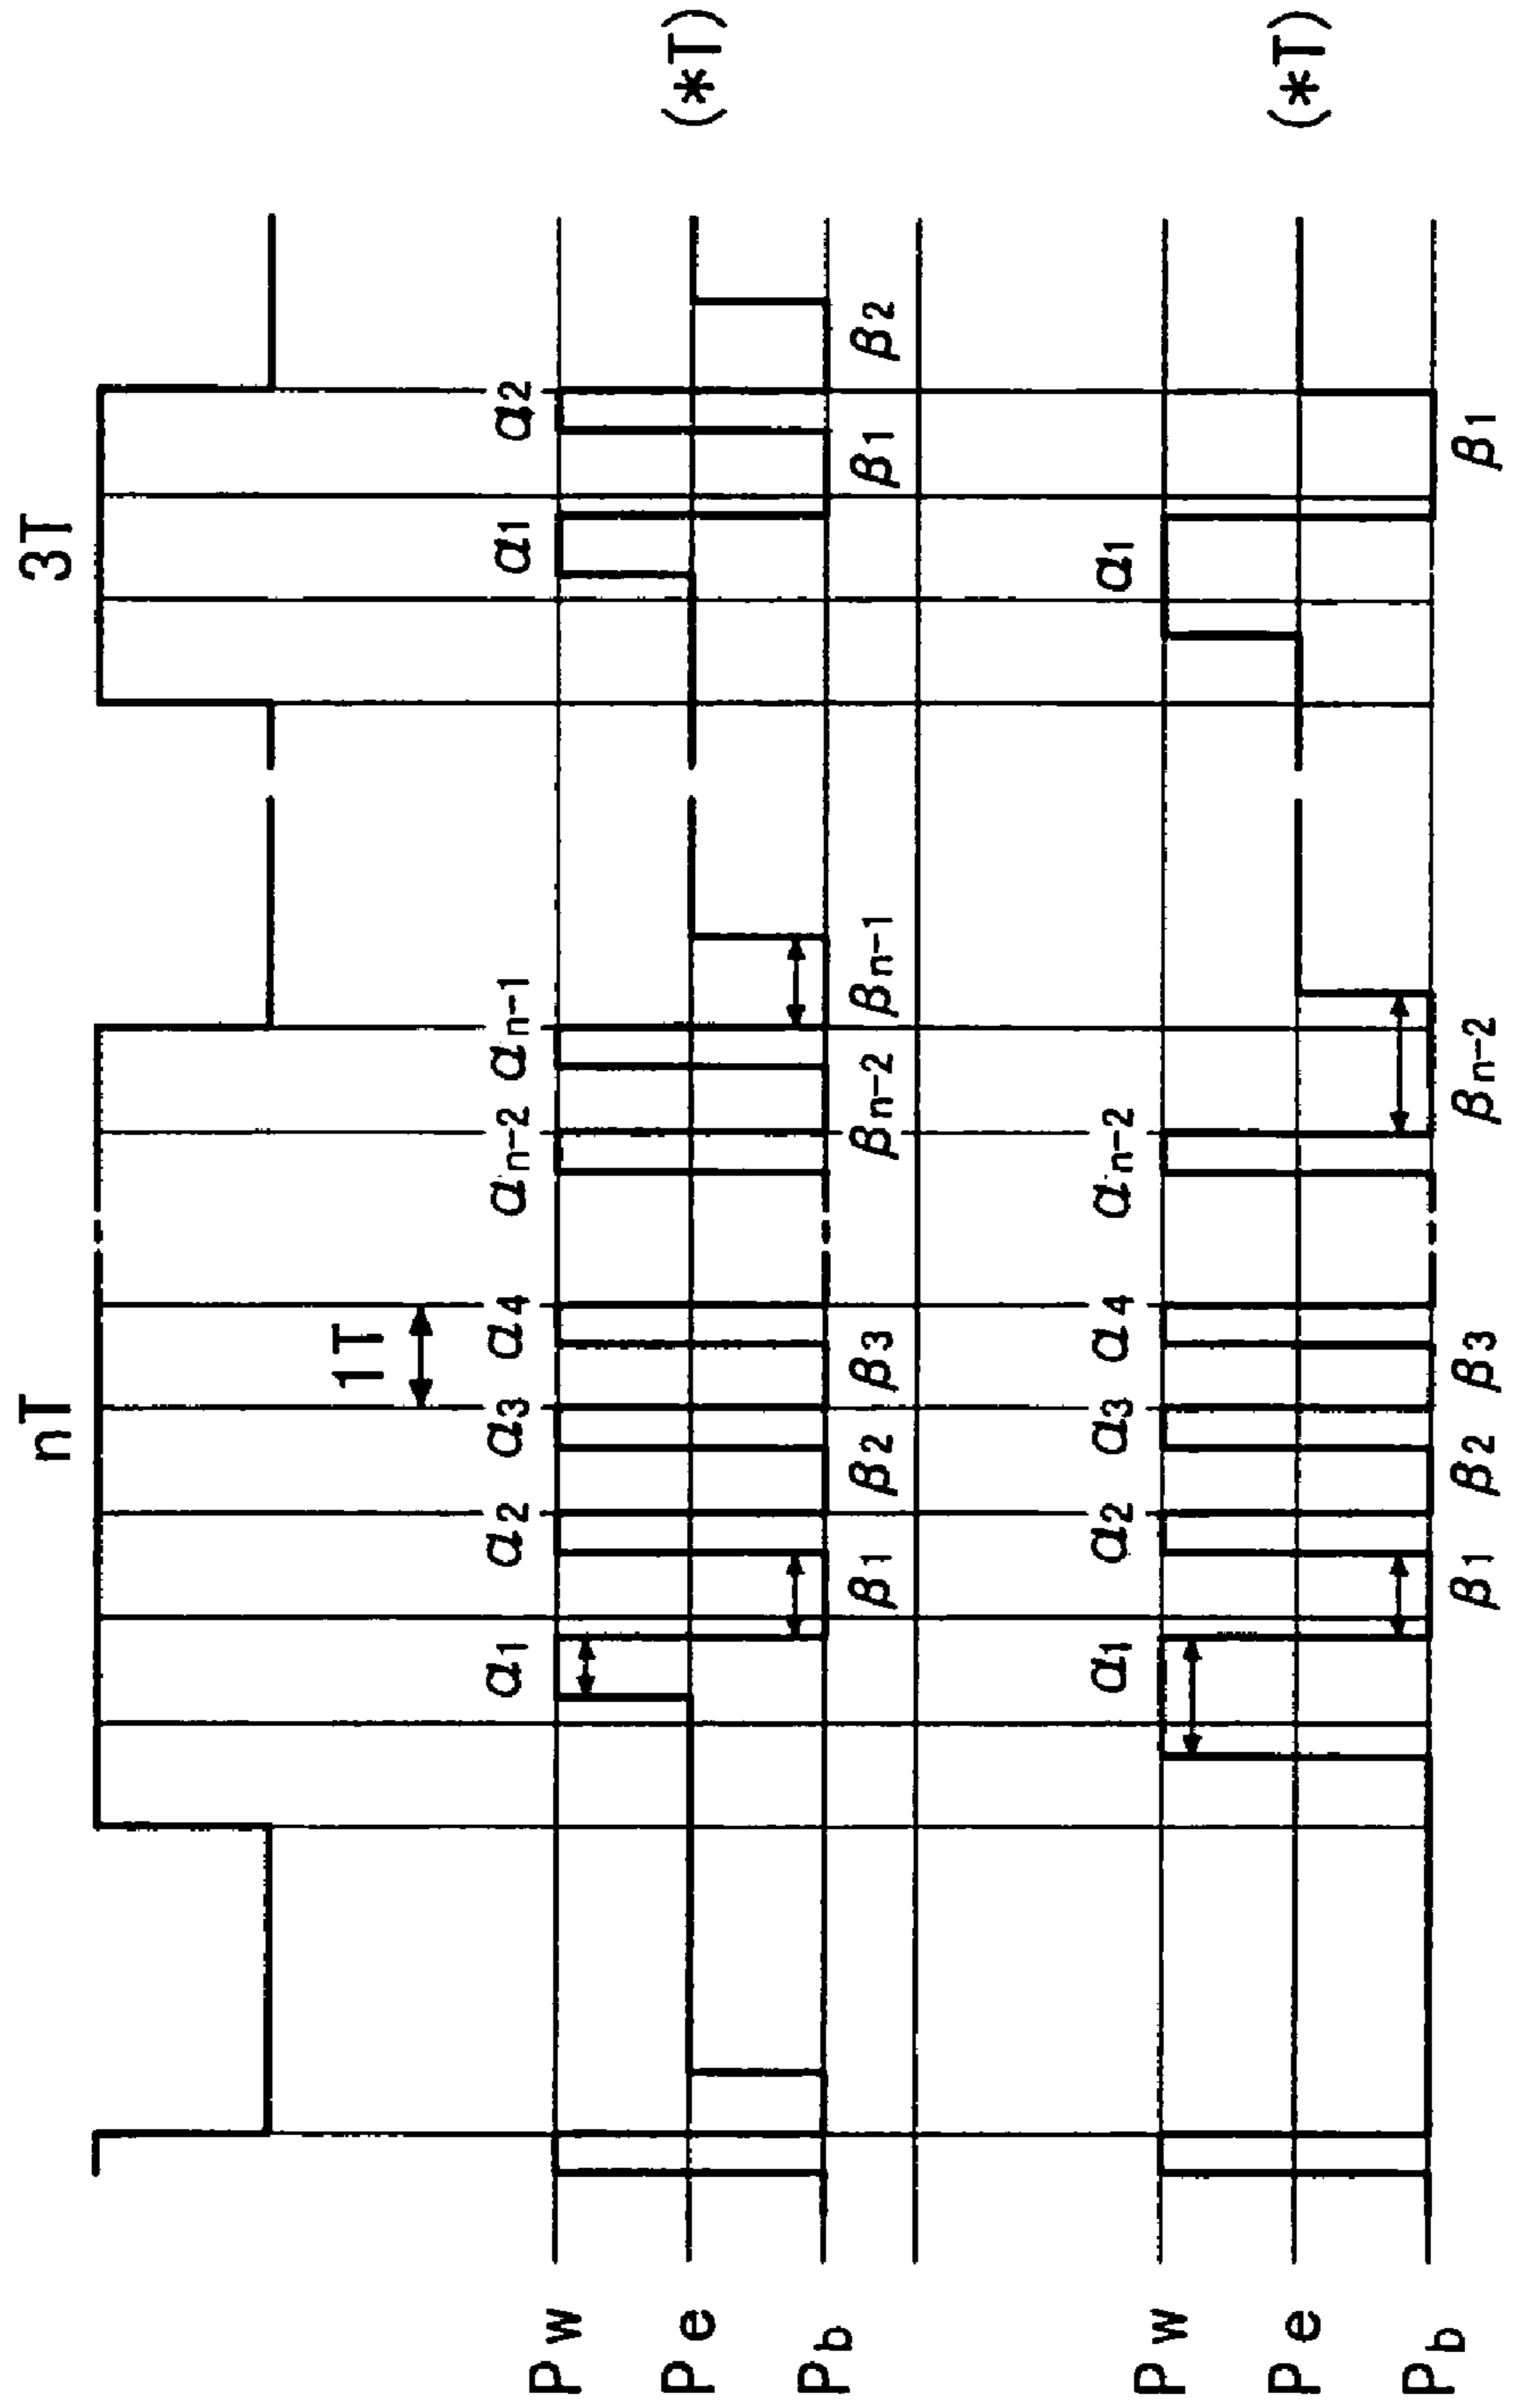 nT 3T
1T
α1 α2 α3 α4 αn-2 αn-1 α1 α2
Pw
Pe (*T)
Pb
β1 β2 β3 βn-2 βn-1 β1 β2
α1 α2 α3 α4 αn-2 α1
Pw
Pe (*T)
Pb
β1 β2 β3 βn-2 β1